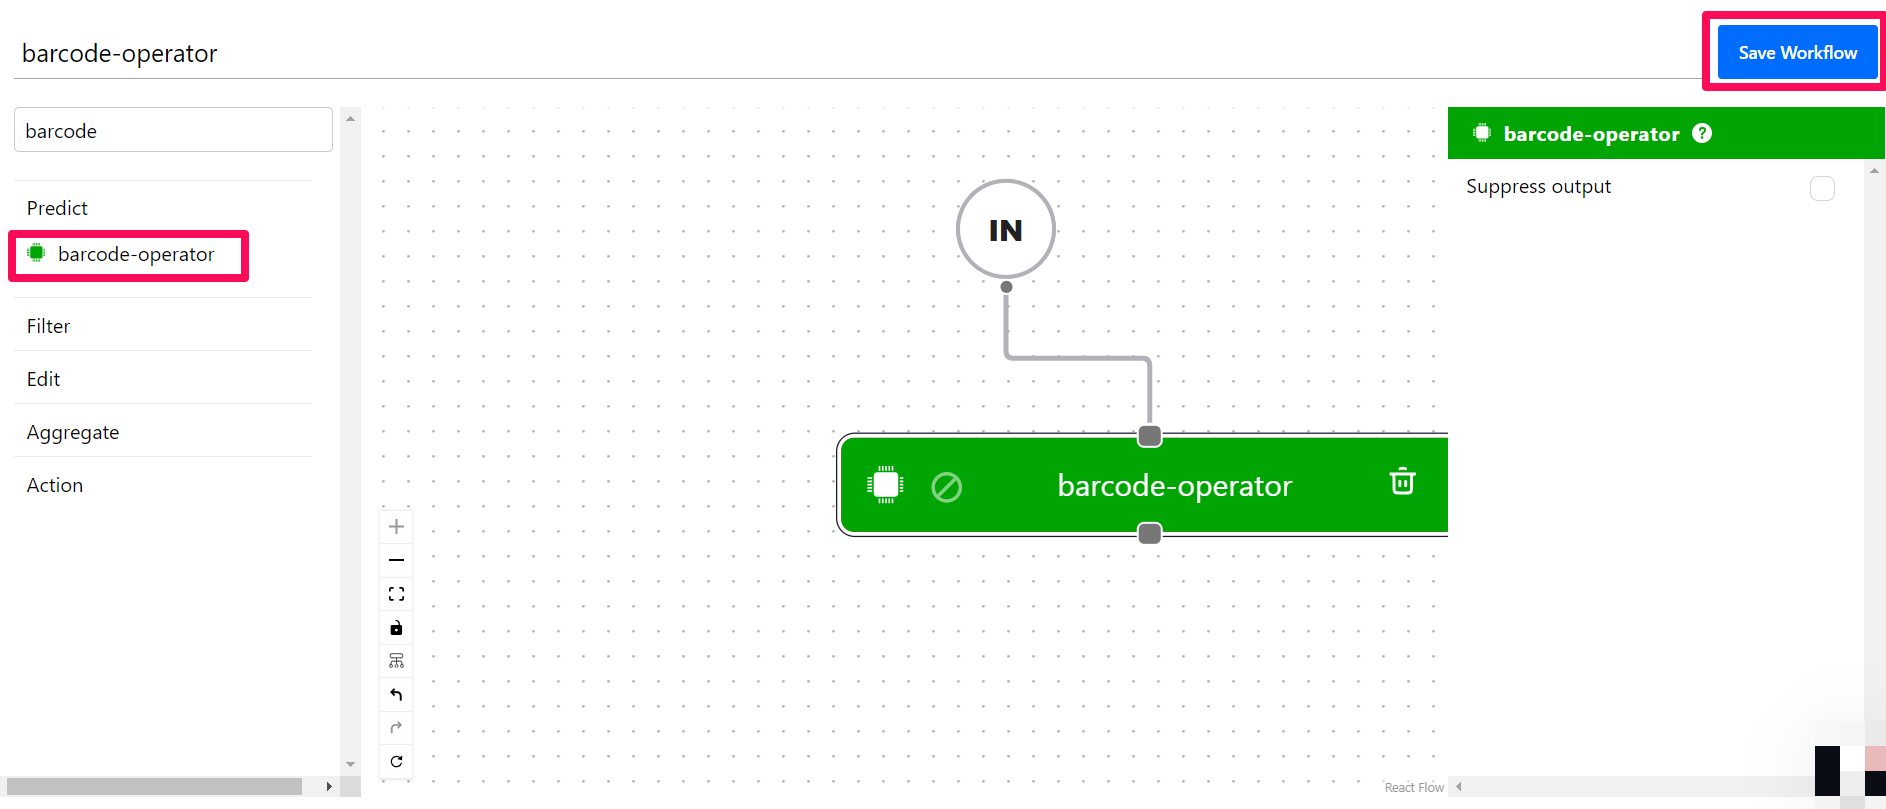 barcode-operator
Save Workflow
barcode
Predict
barcode-operator
Filter
Edit
Aggregate
Action
IN
barcode-operator
React Flow
barcode-operator ?
Suppress output